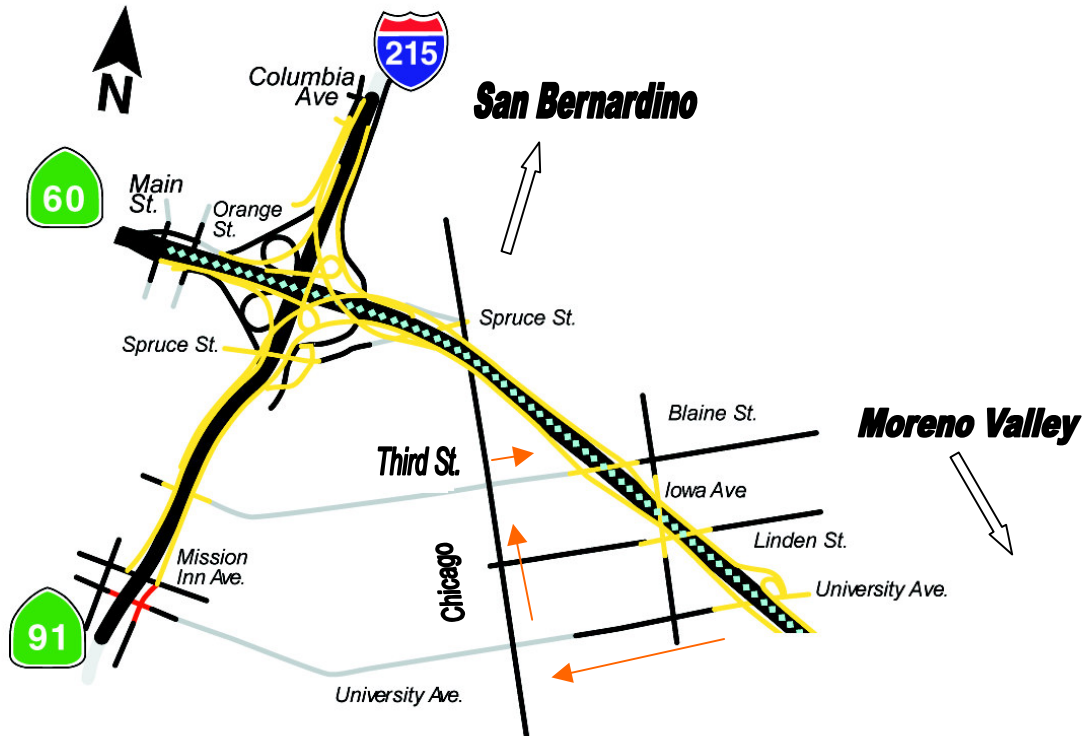 215
Columbia
Ave
N
San Bernardino
60
Main
St.
Orange
St.
Spruce St.
Spruce St.
Blaine St.
Moreno Valley
Third St.
Iowa Ave
Linden St.
Mission
Inn Ave.
Chicago
University Ave.
91
University Ave.